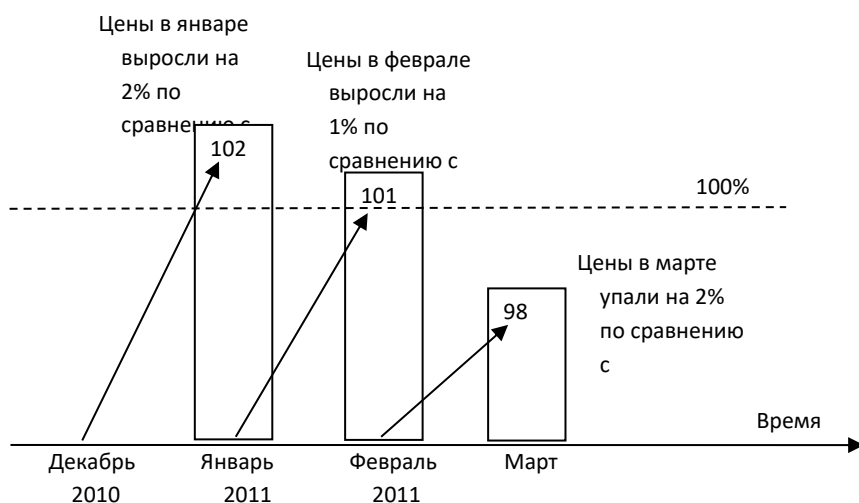 Цены в январе
выросли на
2% по
сравнению с
102
Цены в феврале
выросли на
1% по
сравнению с
101
100%
Цены в марте
упали на 2%
по сравнению
с
98
Время
Декабрь
2010
Январь
2011
Февраль
2011
Март